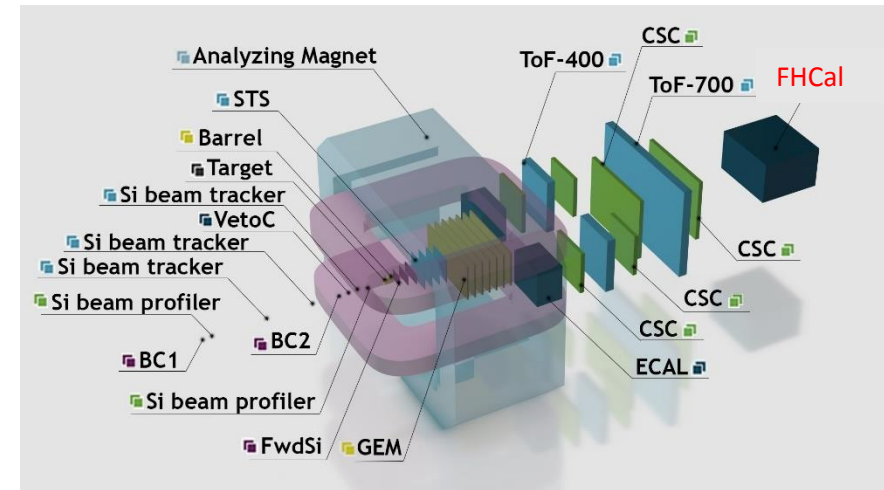 Analyzing Magnet
STS
Barrel
Target
Si beam tracker
VetoC
Si beam tracker
Si beam tracker
Si beam profiler
BC1
BC2
Si beam profiler
FwdSi
GEM
ToF-400
CSC
ToF-700
FHCal
CSC
CSC
CSC
ECAL